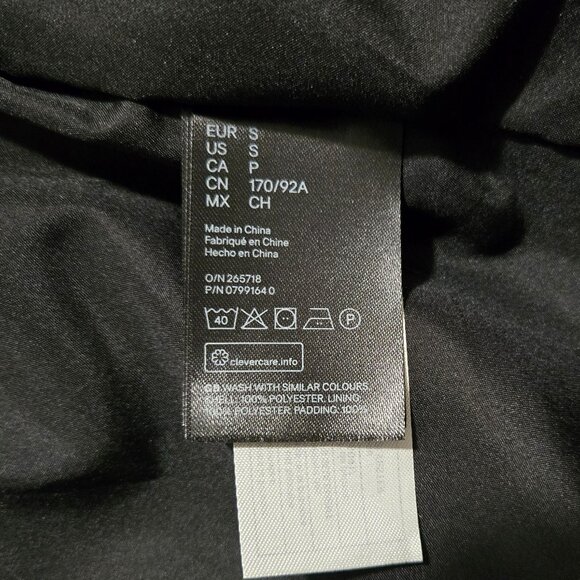 EUR S
US S
CA P
CN 170/92A
MX CH
Made in China
Fabriqué en Chine
Hecho en China
O/N 265718
P/N 0799164 0
40 P
clevercare.info
GB WASH WITH SIMILAR COLOURS.
SHELL: 100% POLYESTER. LINING:
100% POLYESTER. PADDING: 100%